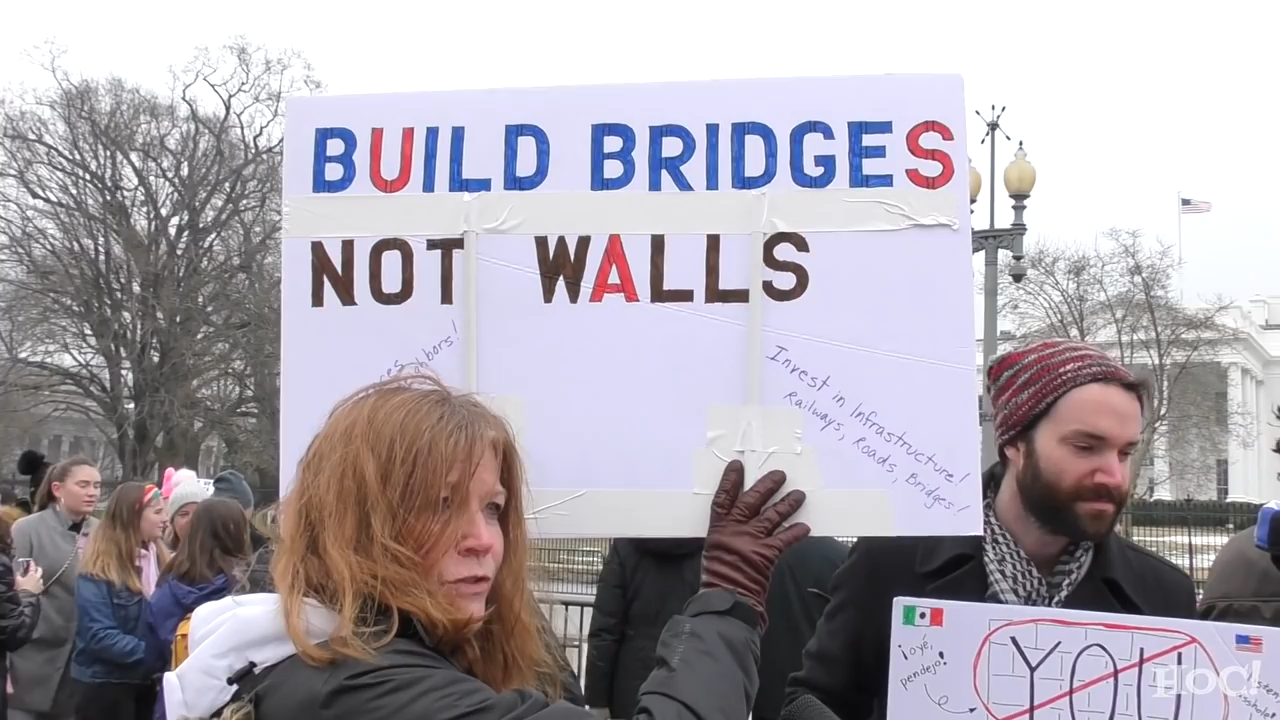 BUILD BRIDGES
NOT WALLS
Invest in Infrastructure!
Railways, Roads, Bridges!
¡oyé,
pendejo!
YOU
HOC!